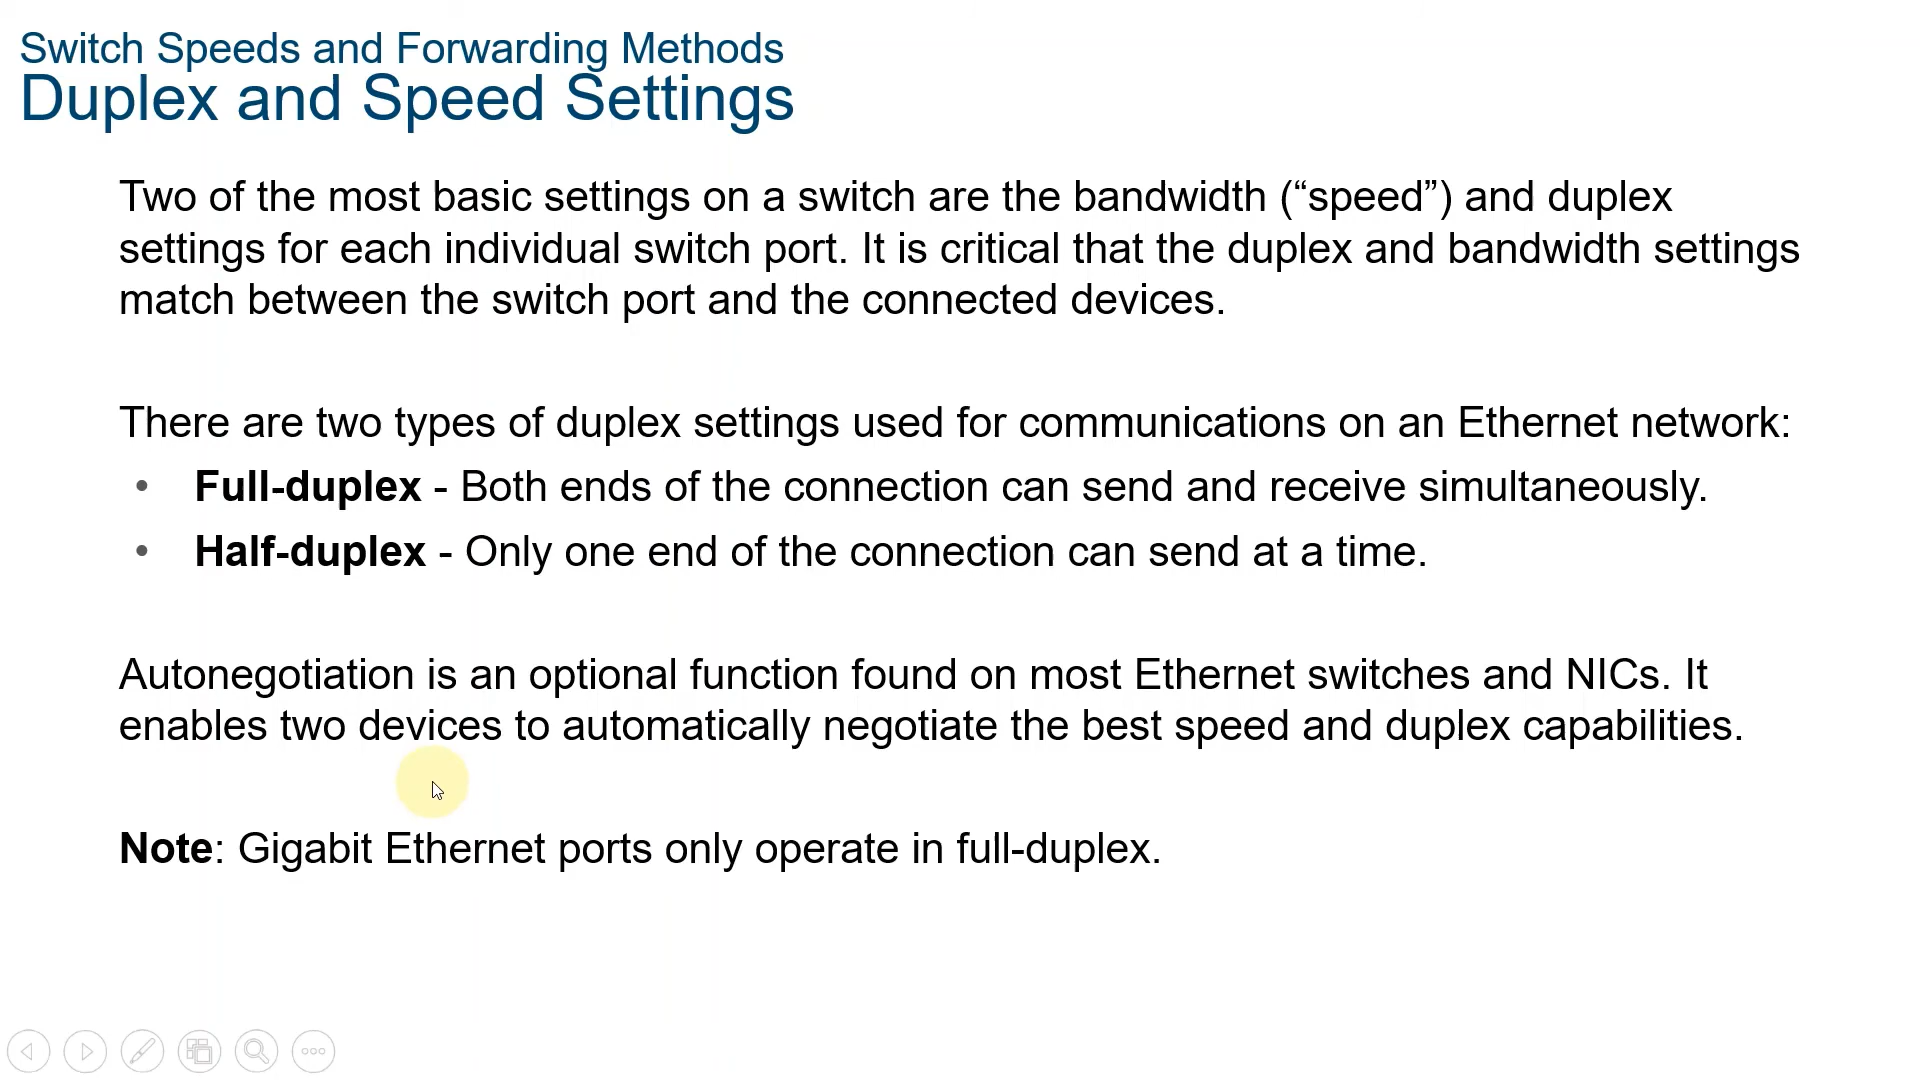 Switch Speeds and Forwarding Methods
Duplex and Speed Settings
Two of the most basic settings on a switch are the bandwidth (“speed”) and duplex
settings for each individual switch port. It is critical that the duplex and bandwidth settings
match between the switch port and the connected devices.
There are two types of duplex settings used for communications on an Ethernet network:
• Full-duplex - Both ends of the connection can send and receive simultaneously.
• Half-duplex - Only one end of the connection can send at a time.
Autonegotiation is an optional function found on most Ethernet switches and NICs. It
enables two devices to automatically negotiate the best speed and duplex capabilities.
Note: Gigabit Ethernet ports only operate in full-duplex.